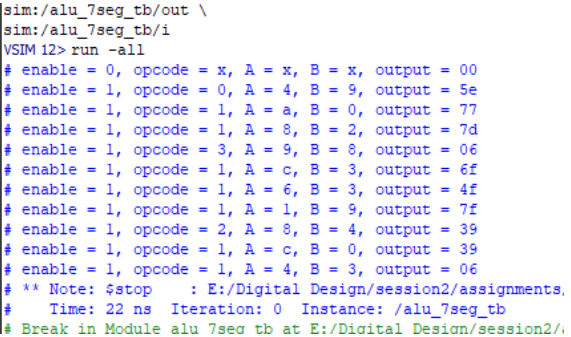 sim:/alu_7seg_tb/out \
sim:/alu_7seg_tb/i
VSIM 12> run -all
# enable = 0, opcode = x, A = x, B = x, output = 00
# enable = 1, opcode = 0, A = 4, B = 9, output = 5e
# enable = 1, opcode = 1, A = a, B = 0, output = 77
# enable = 1, opcode = 1, A = 8, B = 2, output = 7d
# enable = 3, opcode = 3, A = 9, B = 8, output = 06
# enable = 1, opcode = 1, A = c, B = 3, output = 6f
# enable = 1, opcode = 1, A = 6, B = 3, output = 4f
# enable = 1, opcode = 1, A = 1, B = 9, output = 7f
# enable = 1, opcode = 2, A = 8, B = 4, output = 39
# enable = 1, opcode = 1, A = c, B = 0, output = 39
# enable = 1, opcode = 1, A = 4, B = 3, output = 06
# ** Note: $stop    : E:/Digital Design/session2/assignments,
#    Time: 22 ns  Iteration: 0  Instance: /alu_7seg_tb
# Break in Module alu_7seg_tb at E:/Digital Design/session2/a